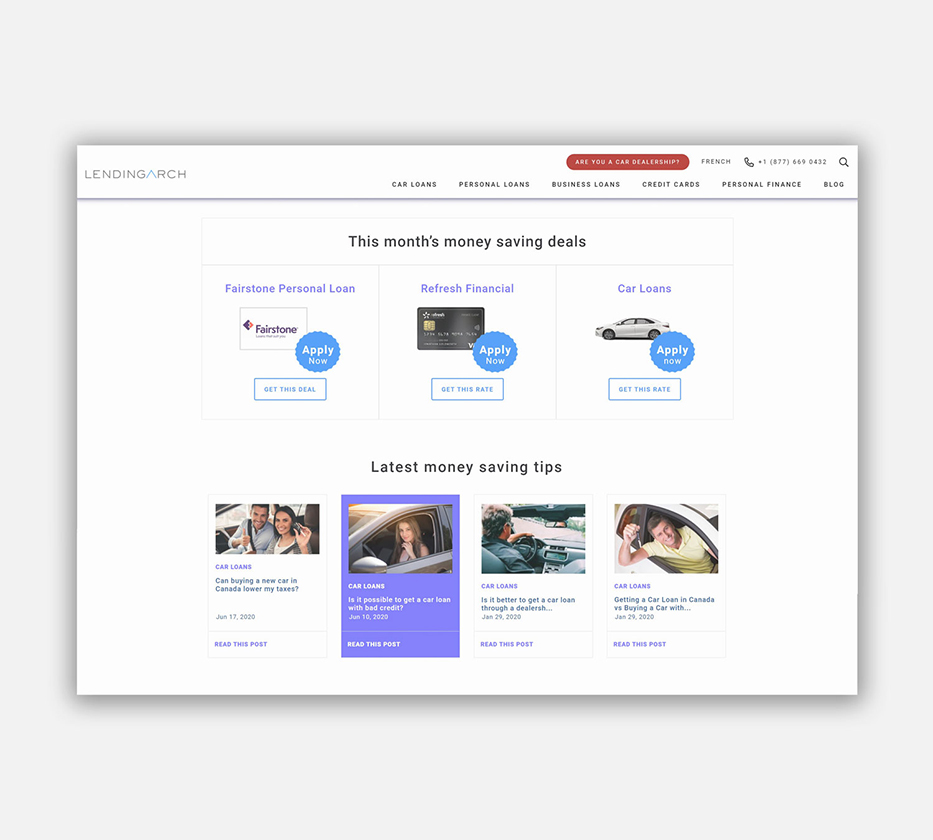 ARE YOU A CAR DEALERSHIP?
FRENCH
+1 (877) 669 0432
LENDINGARCH
CAR LOANS
PERSONAL LOANS
BUSINESS LOANS
CREDIT CARDS
PERSONAL FINANCE
BLOG
This month's money saving deals
Fairstone Personal Loan
Refresh Financial
Car Loans
Fairstone
Loans that suit you
refresh
Apply
Now
Apply
Now
Apply
now
GET THIS DEAL
GET THIS RATE
GET THIS RATE
Latest money saving tips
CAR LOANS
Can buying a new car in
Canada lower my taxes?
Jun 17, 2020
READ THIS POST
CAR LOANS
Is it possible to get a car loan
with bad credit?
Jun 10, 2020
READ THIS POST
CAR LOANS
Is it better to get a car loan
through a dealersh...
Jan 29, 2020
READ THIS POST
CAR LOANS
Getting a Car Loan in Canada
vs Buying a Car with...
Jan 29, 2020
READ THIS POST